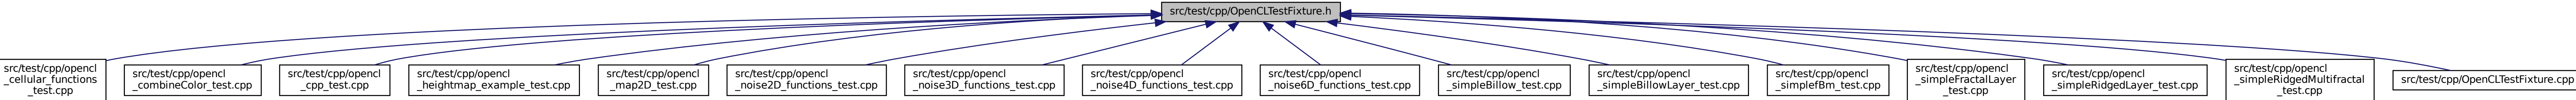 src/test/cpp/OpenCLTestFixture.h
src/test/cpp/opencl
_cellular_functions
_test.cpp
src/test/cpp/opencl
_combineColor_test.cpp
src/test/cpp/opencl
_cpp_test.cpp
src/test/cpp/opencl
_heightmap_example_test.cpp
src/test/cpp/opencl
_map2D_test.cpp
src/test/cpp/opencl
_noise2D_functions_test.cpp
src/test/cpp/opencl
_noise3D_functions_test.cpp
src/test/cpp/opencl
_noise4D_functions_test.cpp
src/test/cpp/opencl
_noise6D_functions_test.cpp
src/test/cpp/opencl
_simpleBillow_test.cpp
src/test/cpp/opencl
_simpleBillowLayer_test.cpp
src/test/cpp/opencl
_simplefBm_test.cpp
src/test/cpp/opencl
_simpleFractalLayer
_test.cpp
src/test/cpp/opencl
_simpleRidgedLayer_test.cpp
src/test/cpp/opencl
_simpleRidgedMultifractal
_test.cpp
src/test/cpp/OpenCLTestFixture.cpp